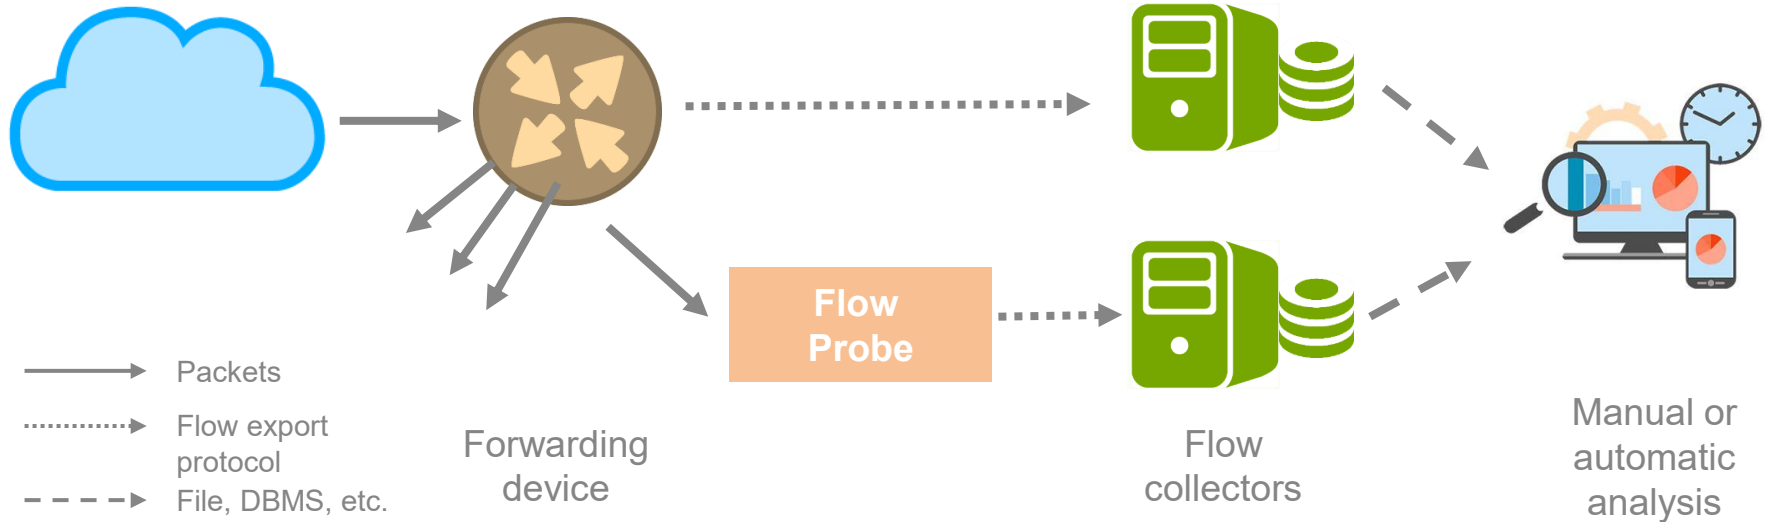 Flow
Probe
Packets
Flow export
protocol
File, DBMS, etc.
Forwarding
device
Flow
collectors
Manual or
automatic
analysis